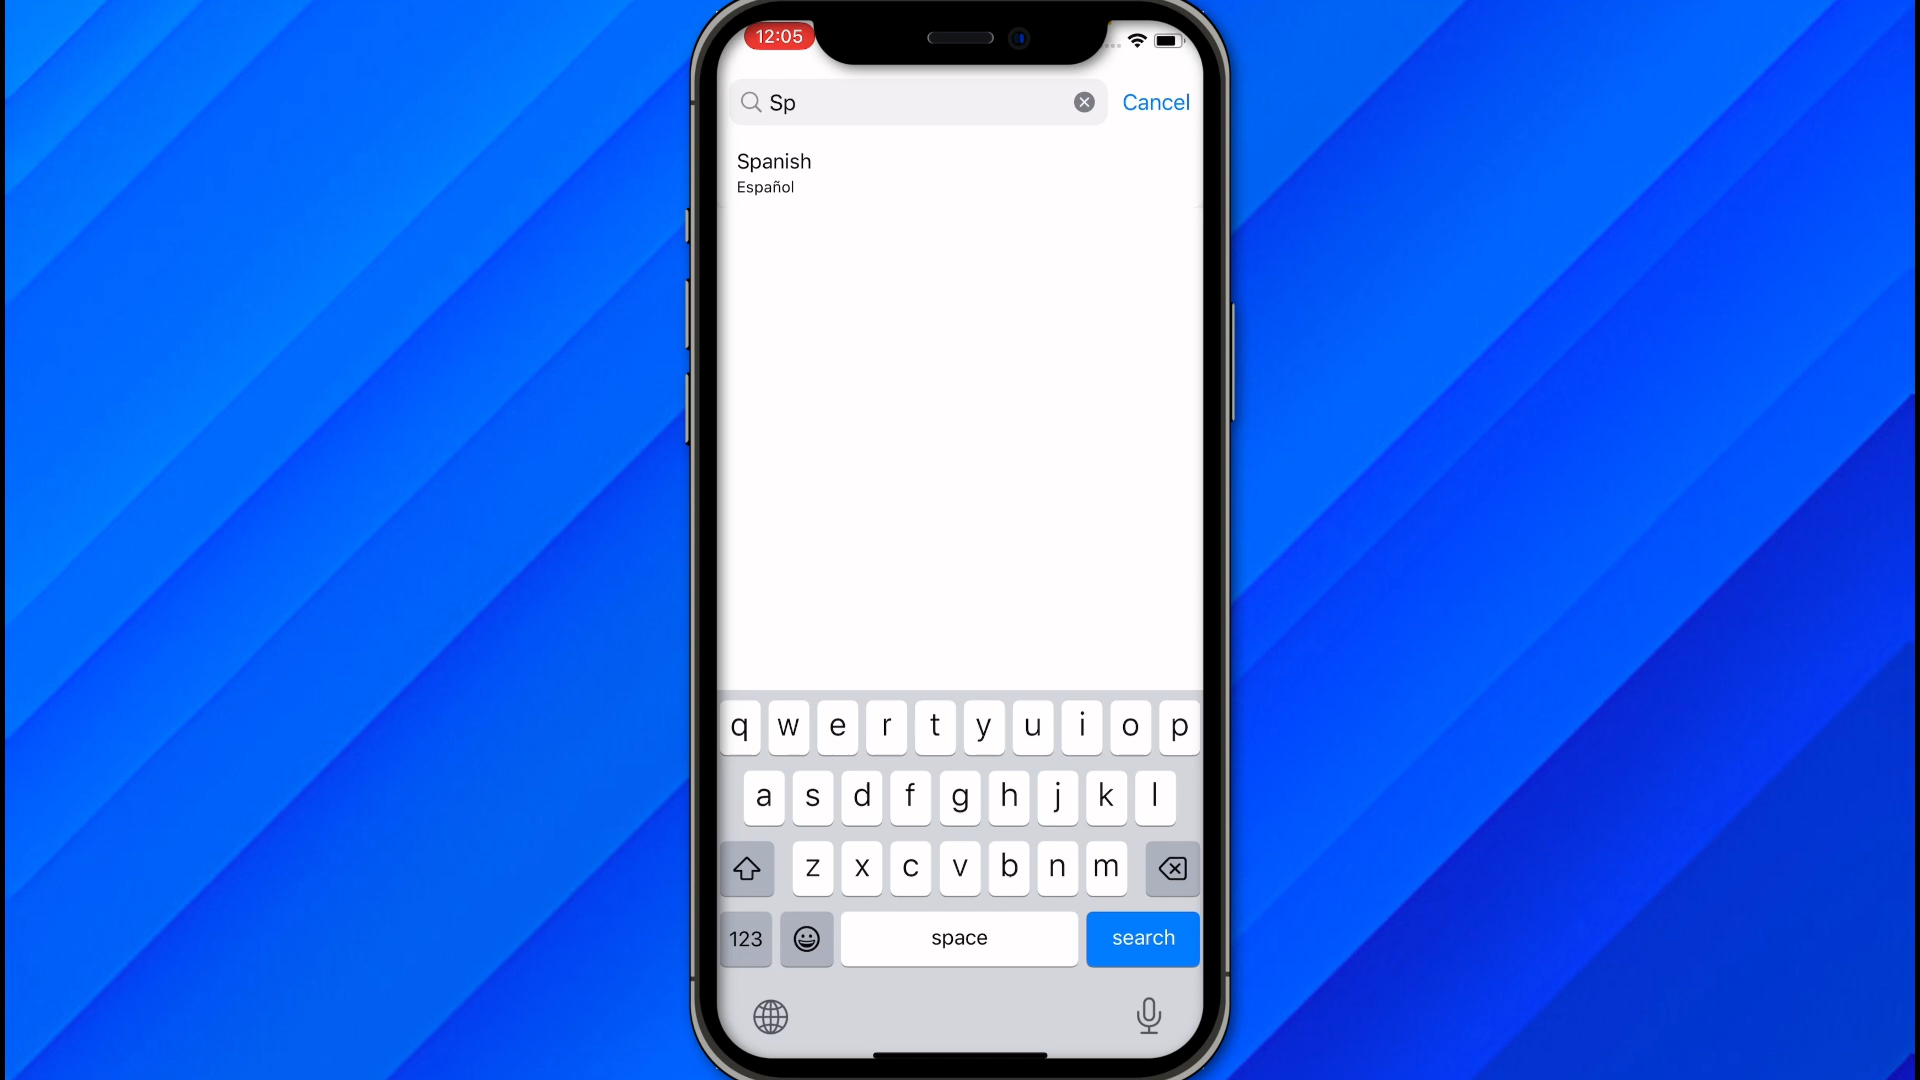 12:05
Sp
Cancel
Spanish
Español
q w e r t y u i o p
a s d f g h j k l
z x c v b n m
123 space search